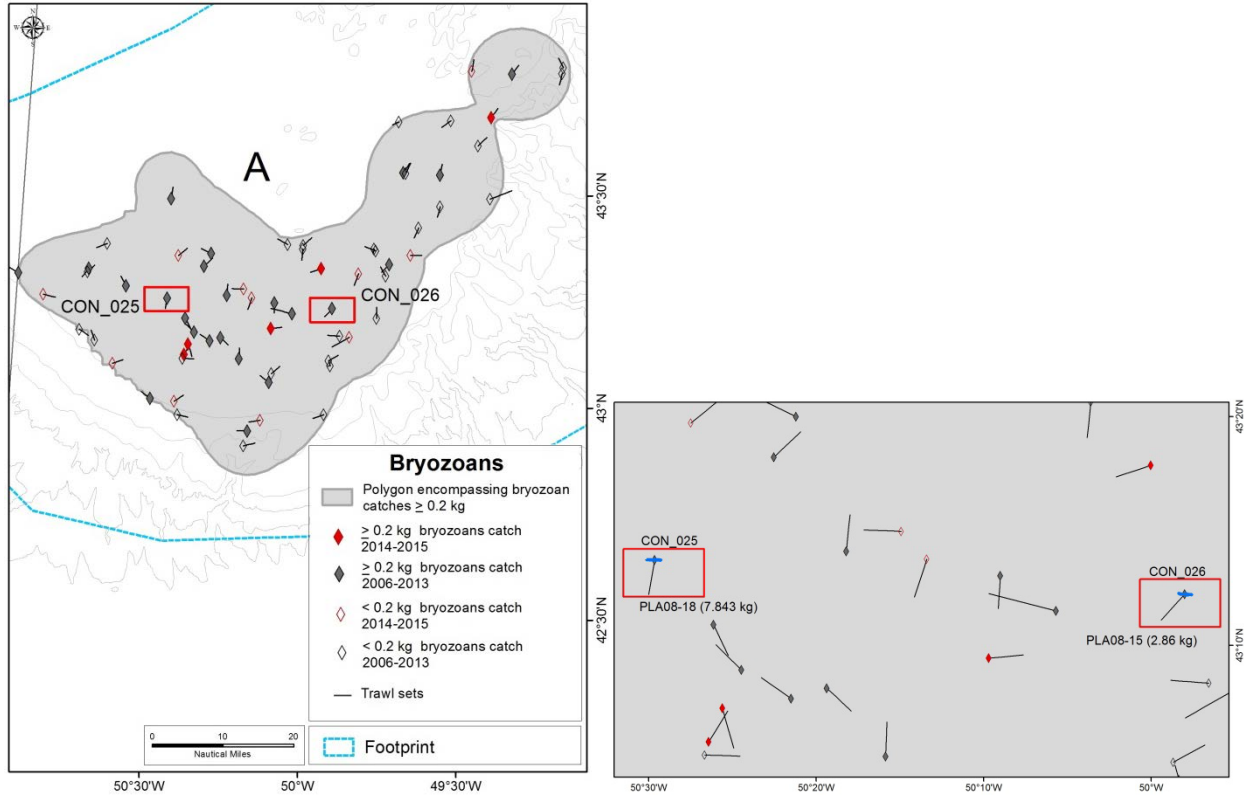 N
W E
S
A
CON_025
CON_026
43°30'N
43°0'N
42°30'N
Bryozoans
Polygon encompassing bryozoan
catches ≥ 0.2 kg
≥ 0.2 kg bryozoans catch
2014-2015
≥ 0.2 kg bryozoans catch
2006-2013
< 0.2 kg bryozoans catch
2014-2015
< 0.2 kg bryozoans catch
2006-2013
Trawl sets
0 10 20
Nautical Miles
Footprint
50°30'W
50°0'W
49°30'W
43°20'N
CON_025
CON_026
PLA08-18 (7.843 kg)
PLA08-15 (2.86 kg)
43°10'N
50°30'W
50°20'W
50°10'W
50°W